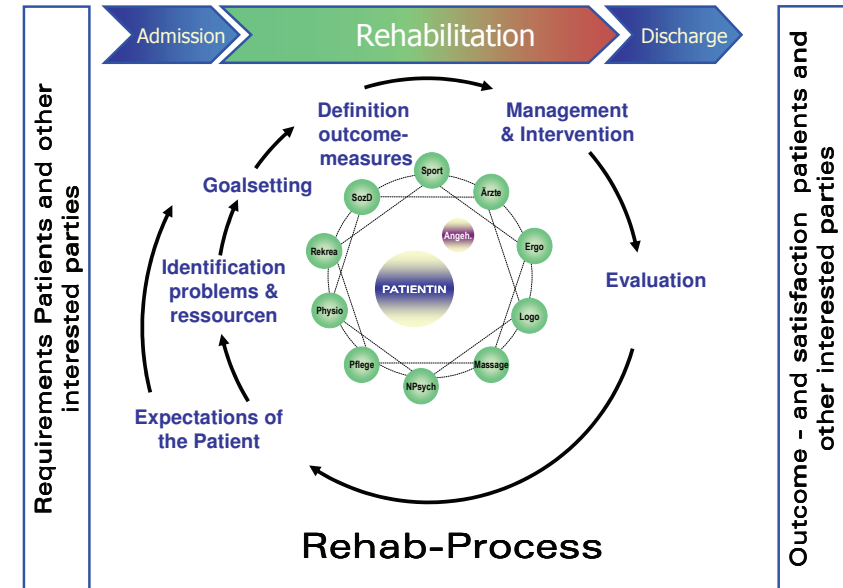 Requirements Patients and other
interested parties
Admission
Rehabilitation
Discharge
Definition
outcome-
measures
Management
& Intervention
Goalsetting
Identification
problems &
ressourcen
Expectations of
the Patient
Evaluation
Sport
Ärzte
Ergo
Logo
Massage
NPsych
Pflege
Physio
Rekrea
SozD
Angeh.
PATIENTIN
Rehab-Process
Outcome - and satisfaction patients and
other interested parties